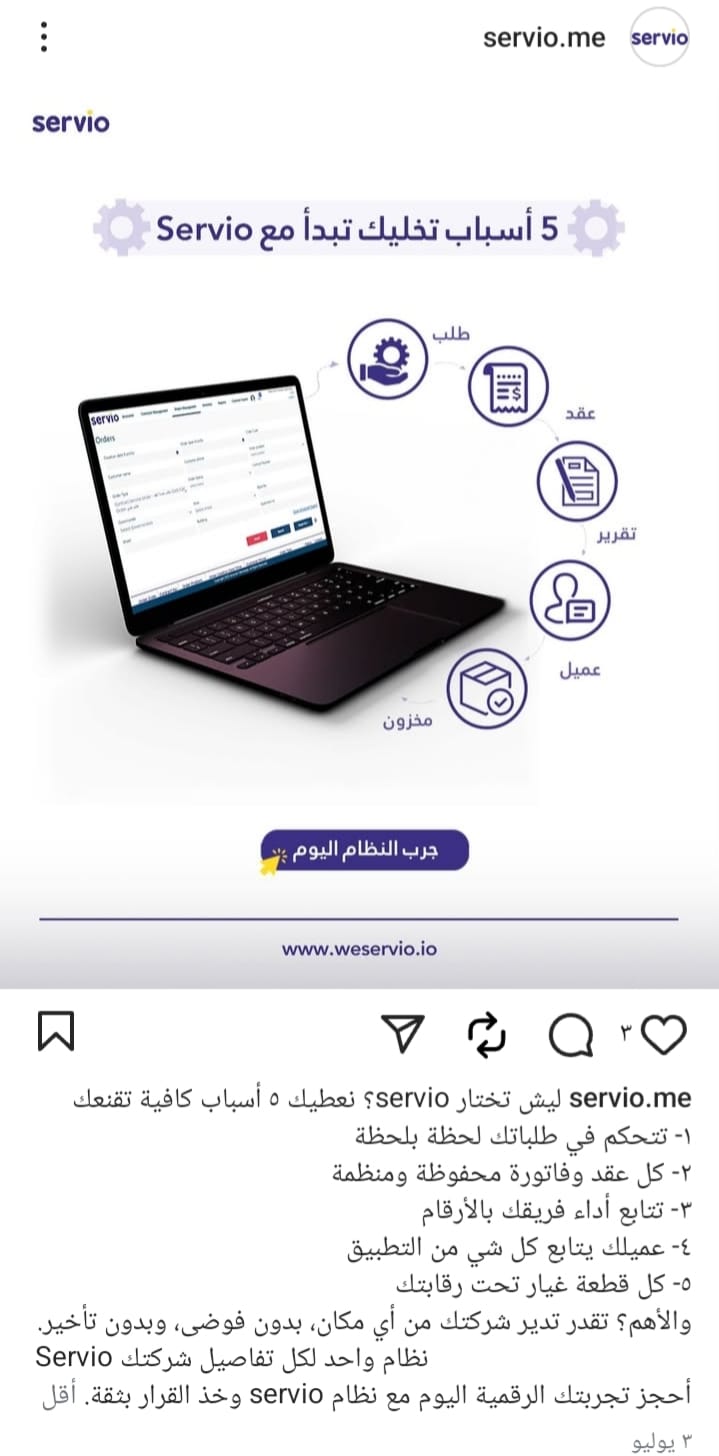 servio.me
servio
servio
5 أسباب تخليك تبدأ مع Servio
طلب
عقد
تقرير
عميل
مخزون
servio
Orders
جرب النظام اليوم
www.weservio.io
٣
servio.me ليش تختار servio؟ نعطيك ٥ أسباب كافية تقنعك
١- تتحكم في طلباتك لحظة بلحظة
٢- كل عقد وفاتورة محفوظة ومنظمة
٣- تتابع أداء فريقك بالأرقام
٤- عميلك يتابع كل شي من التطبيق
٥- كل قطعة غيار تحت رقابتك
والأهم؟ تقدر تدير شركتك من أي مكان، بدون فوضى، وبدون تأخير.
نظام واحد لكل تفاصيل شركتك Servio
أحجز تجربتك الرقمية اليوم مع نظام servio وخذ القرار بثقة. أقل
٣ يوليو